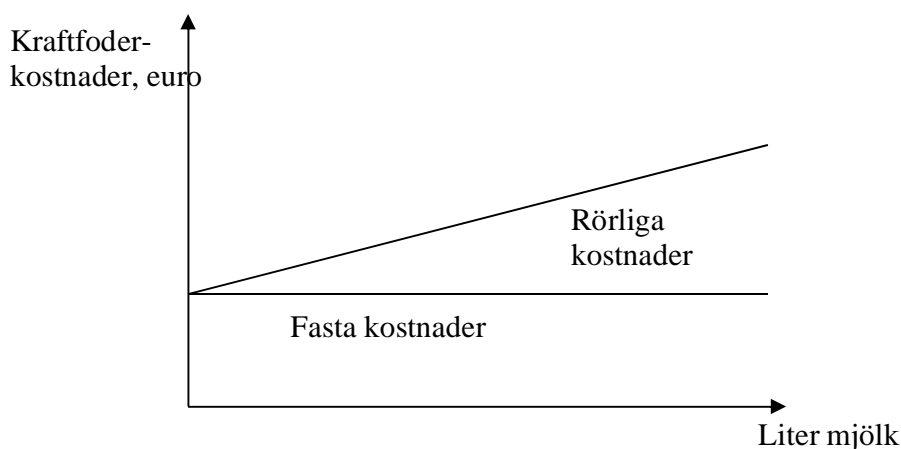 Kraftfoder-
kostnader, euro
Rörliga
kostnader
Fasta kostnader
Liter mjölk